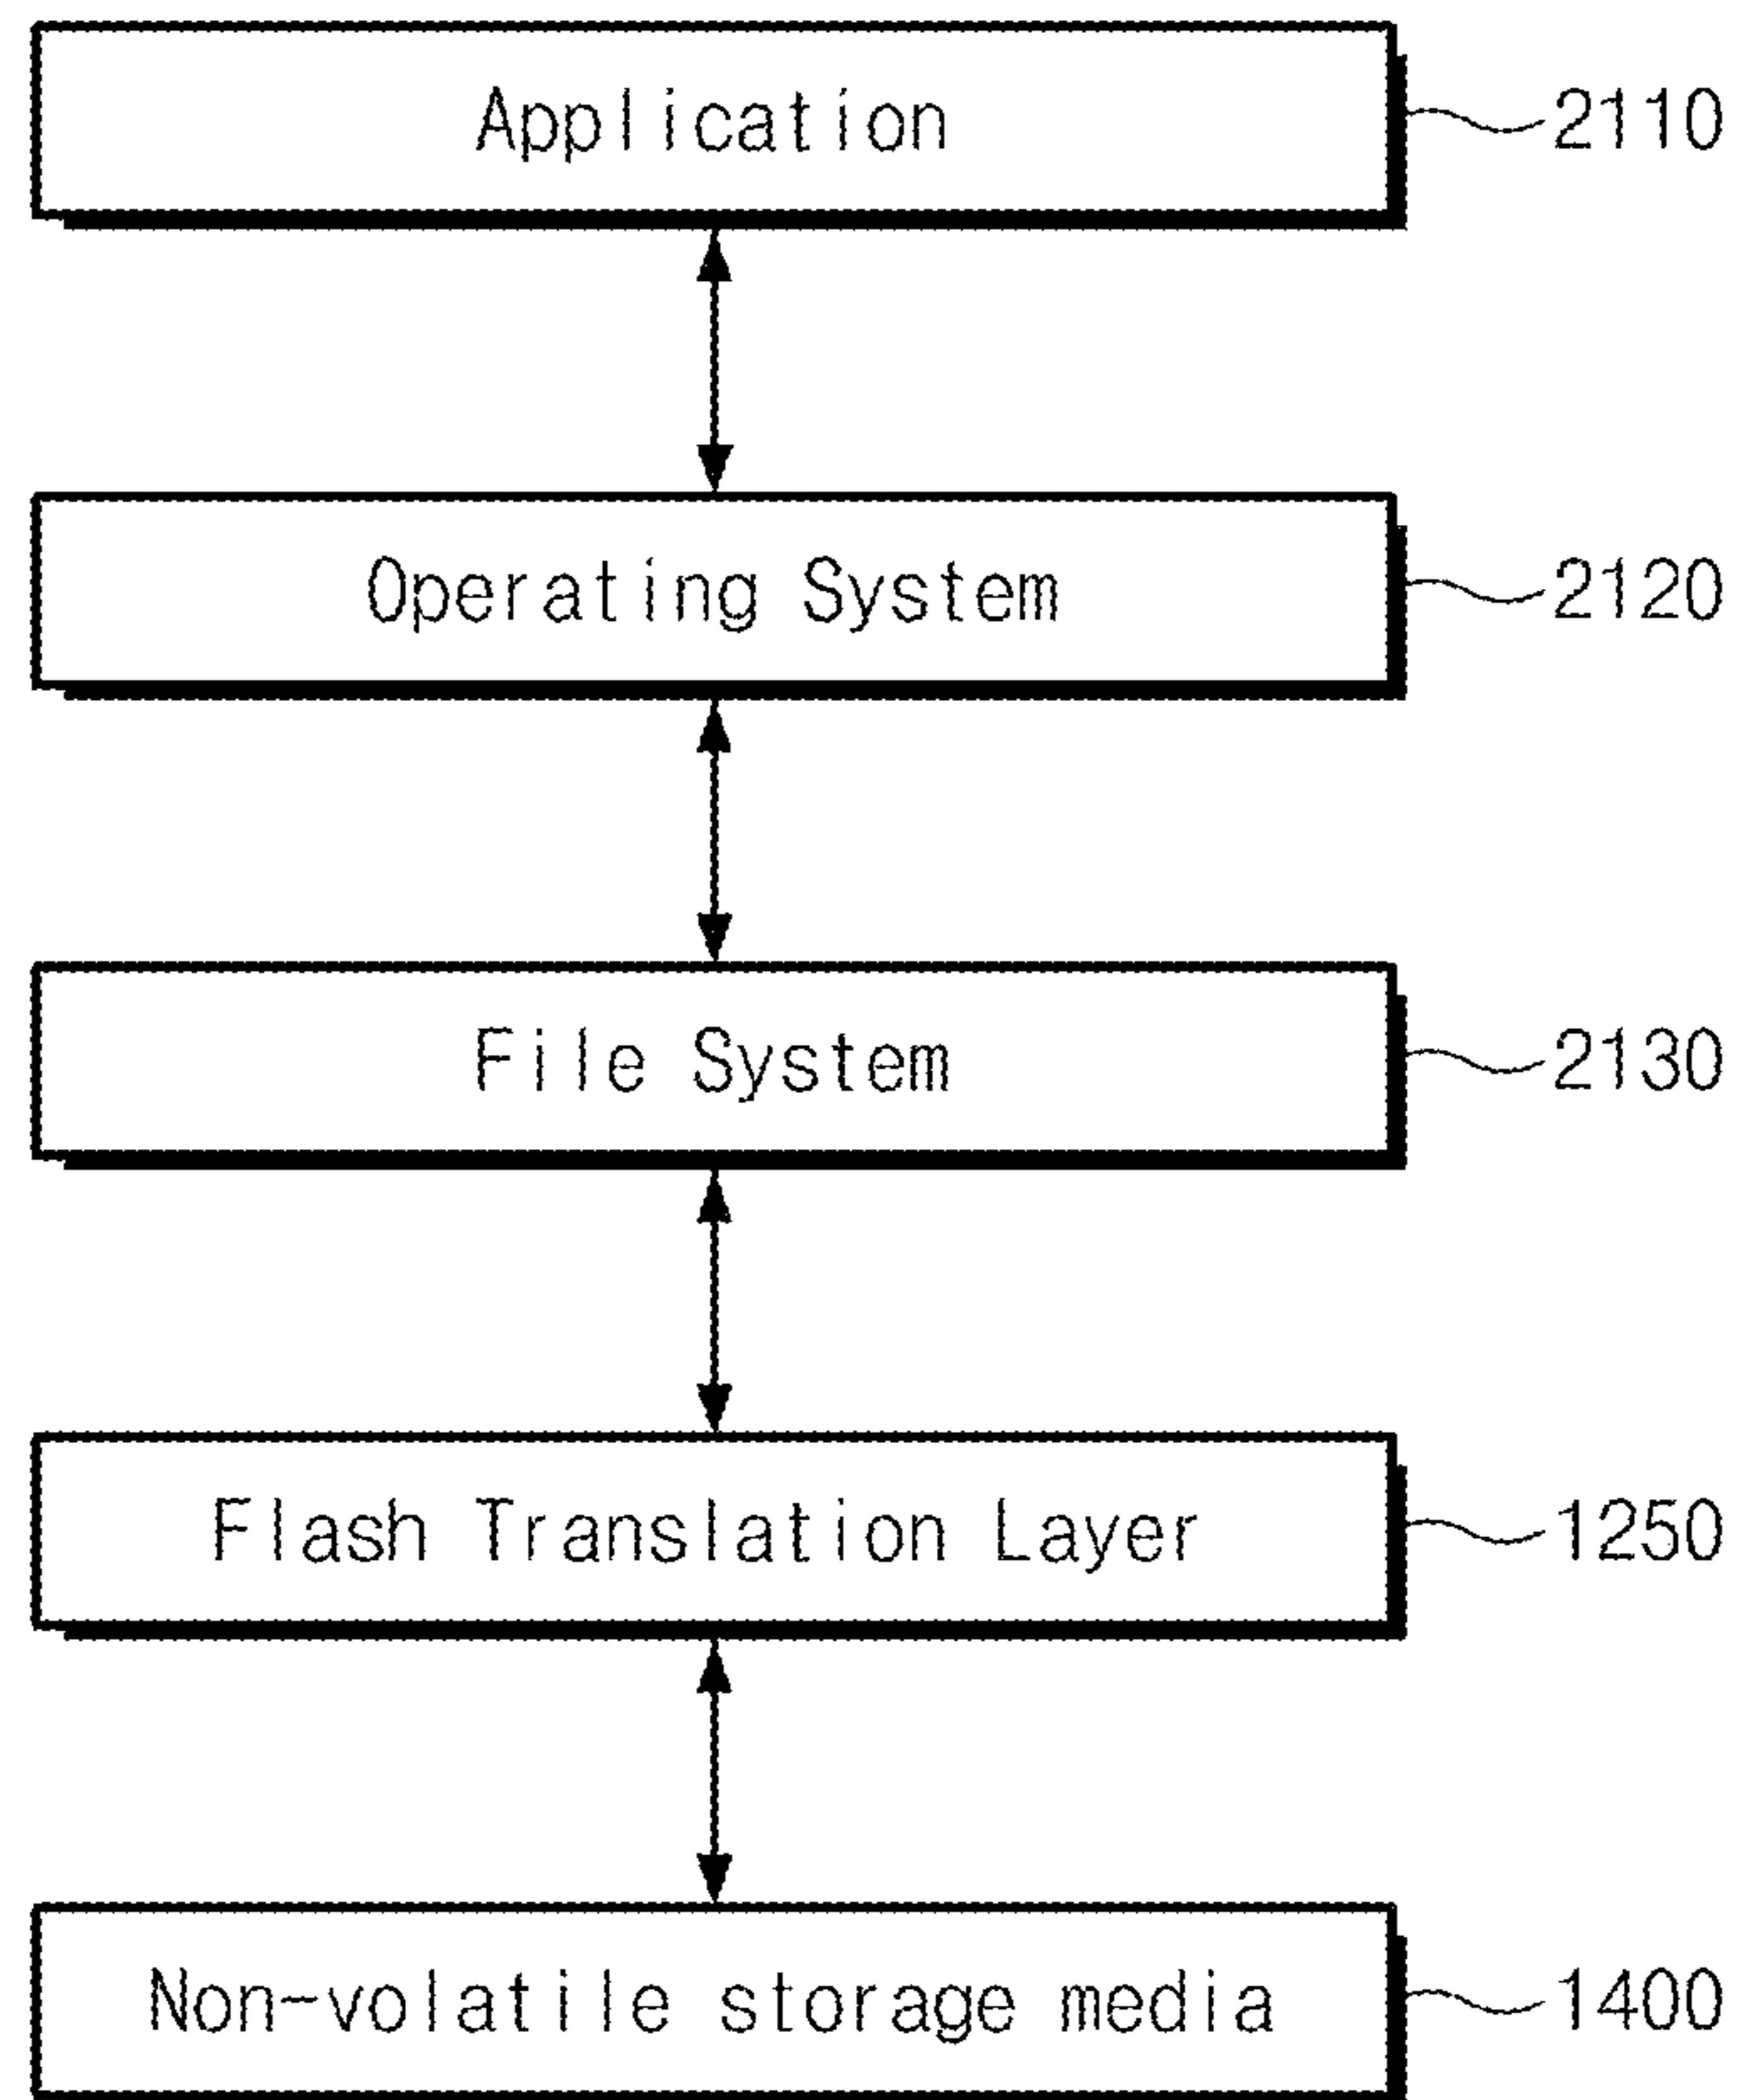 Application 2110
Operating System 2120
File System 2130
Flash Translation Layer 1250
Non-volatile storage media 1400